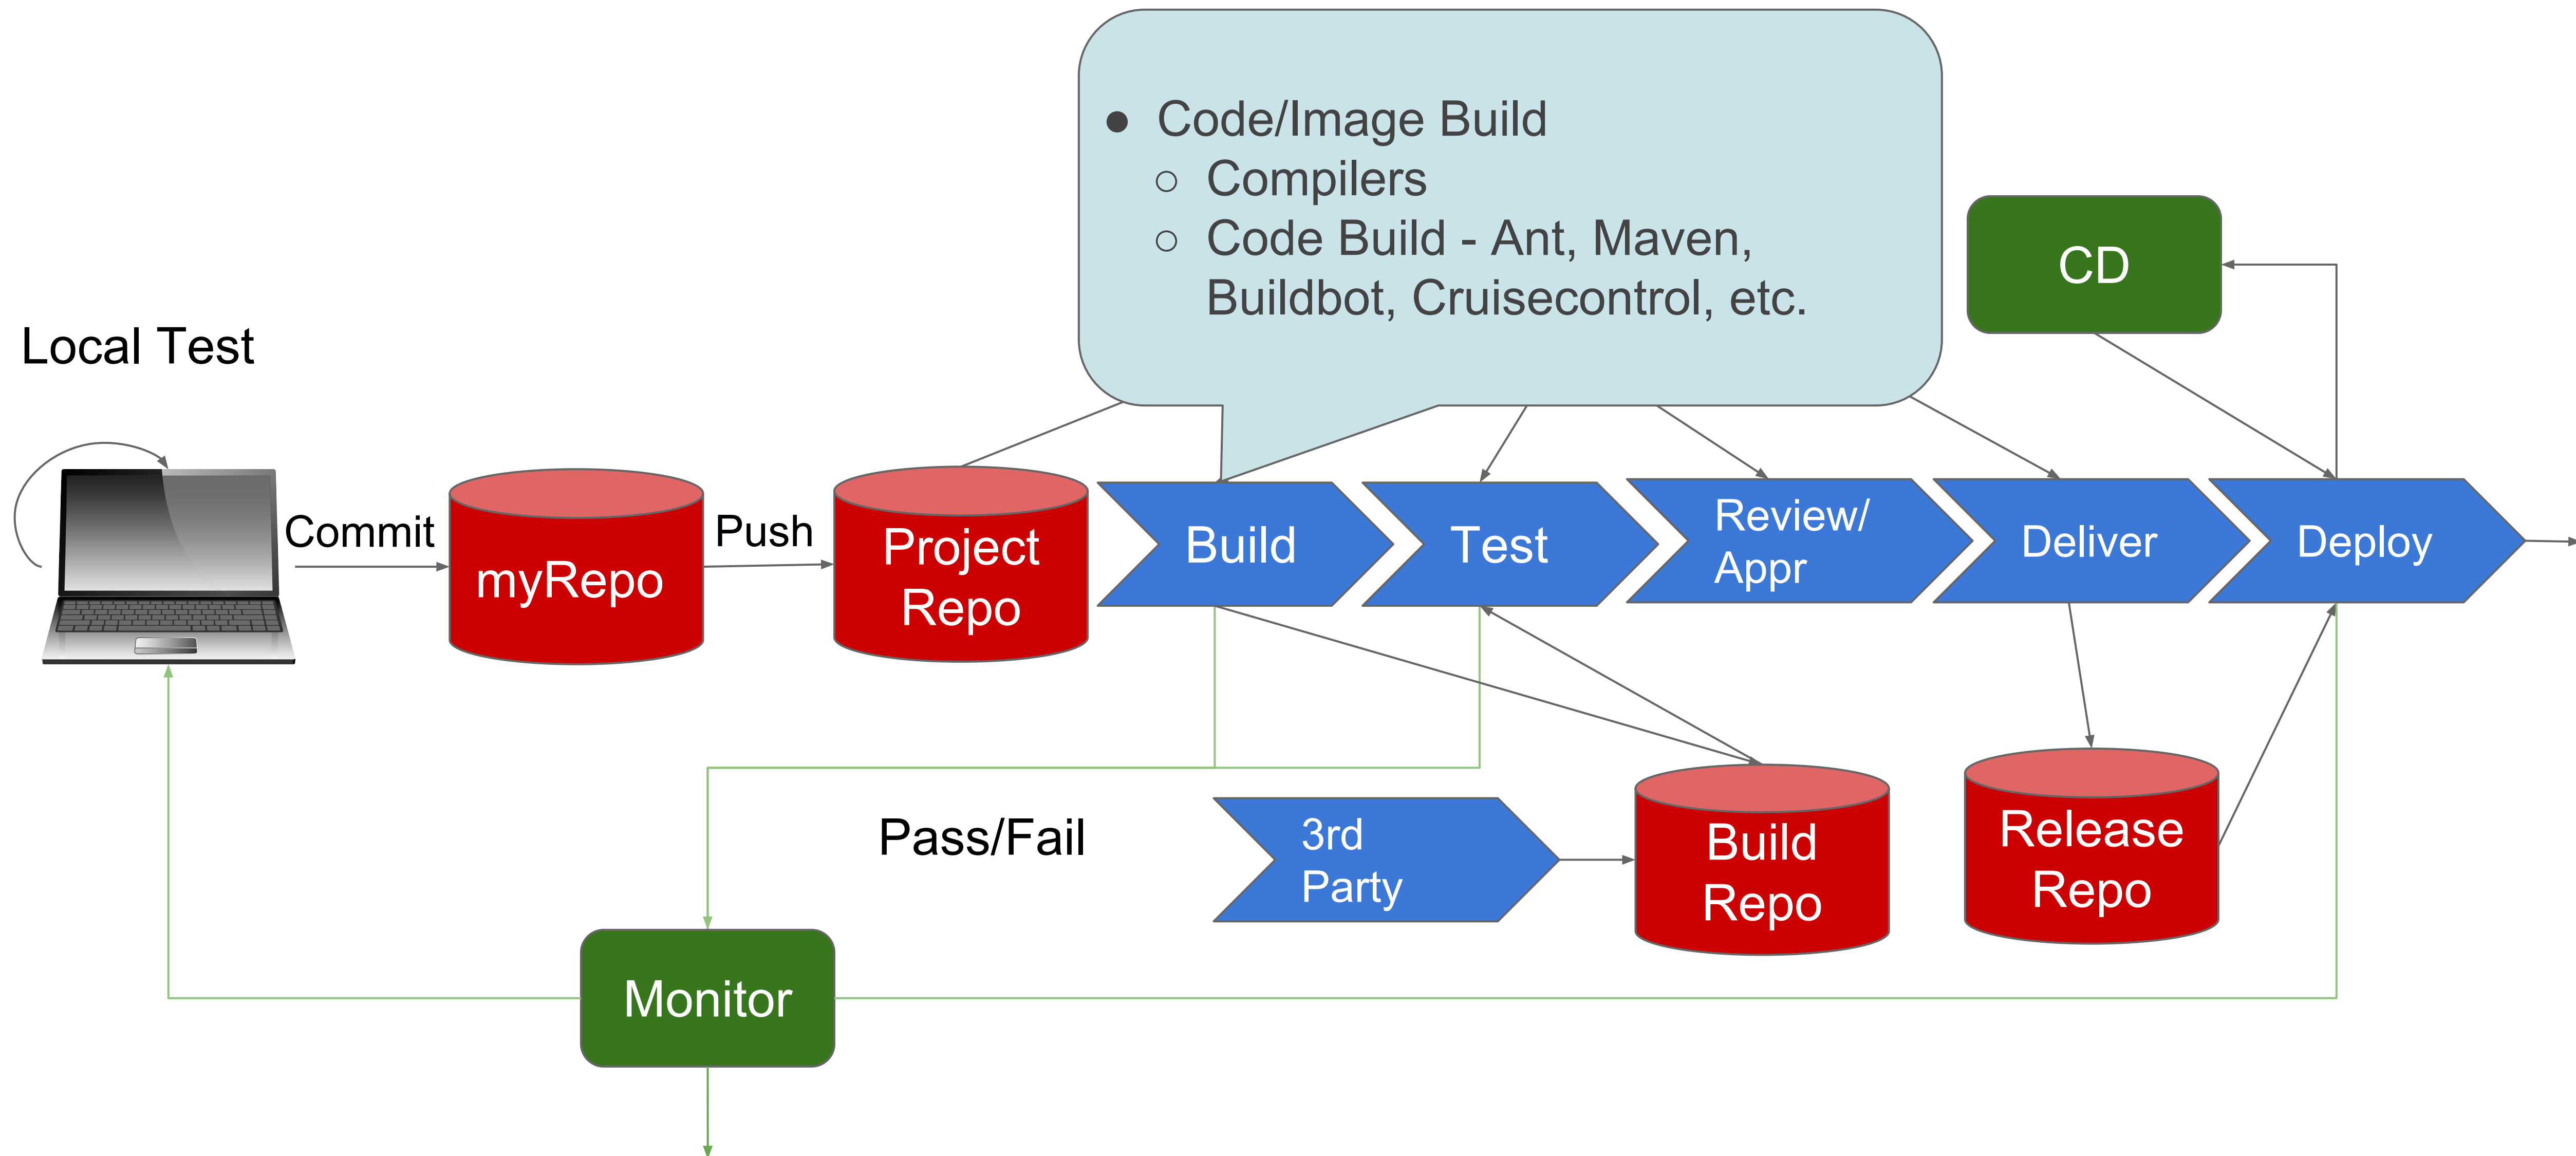 ● Code/Image Build
○ Compilers
○ Code Build - Ant, Maven,
Buildbot, Cruisecontrol, etc.
CD
Local Test
Commit
myRepo
Push
Project
Repo
Build
Test
Review/
Appr
Deliver
Deploy
Pass/Fail
3rd
Party
Build
Repo
Release
Repo
Monitor